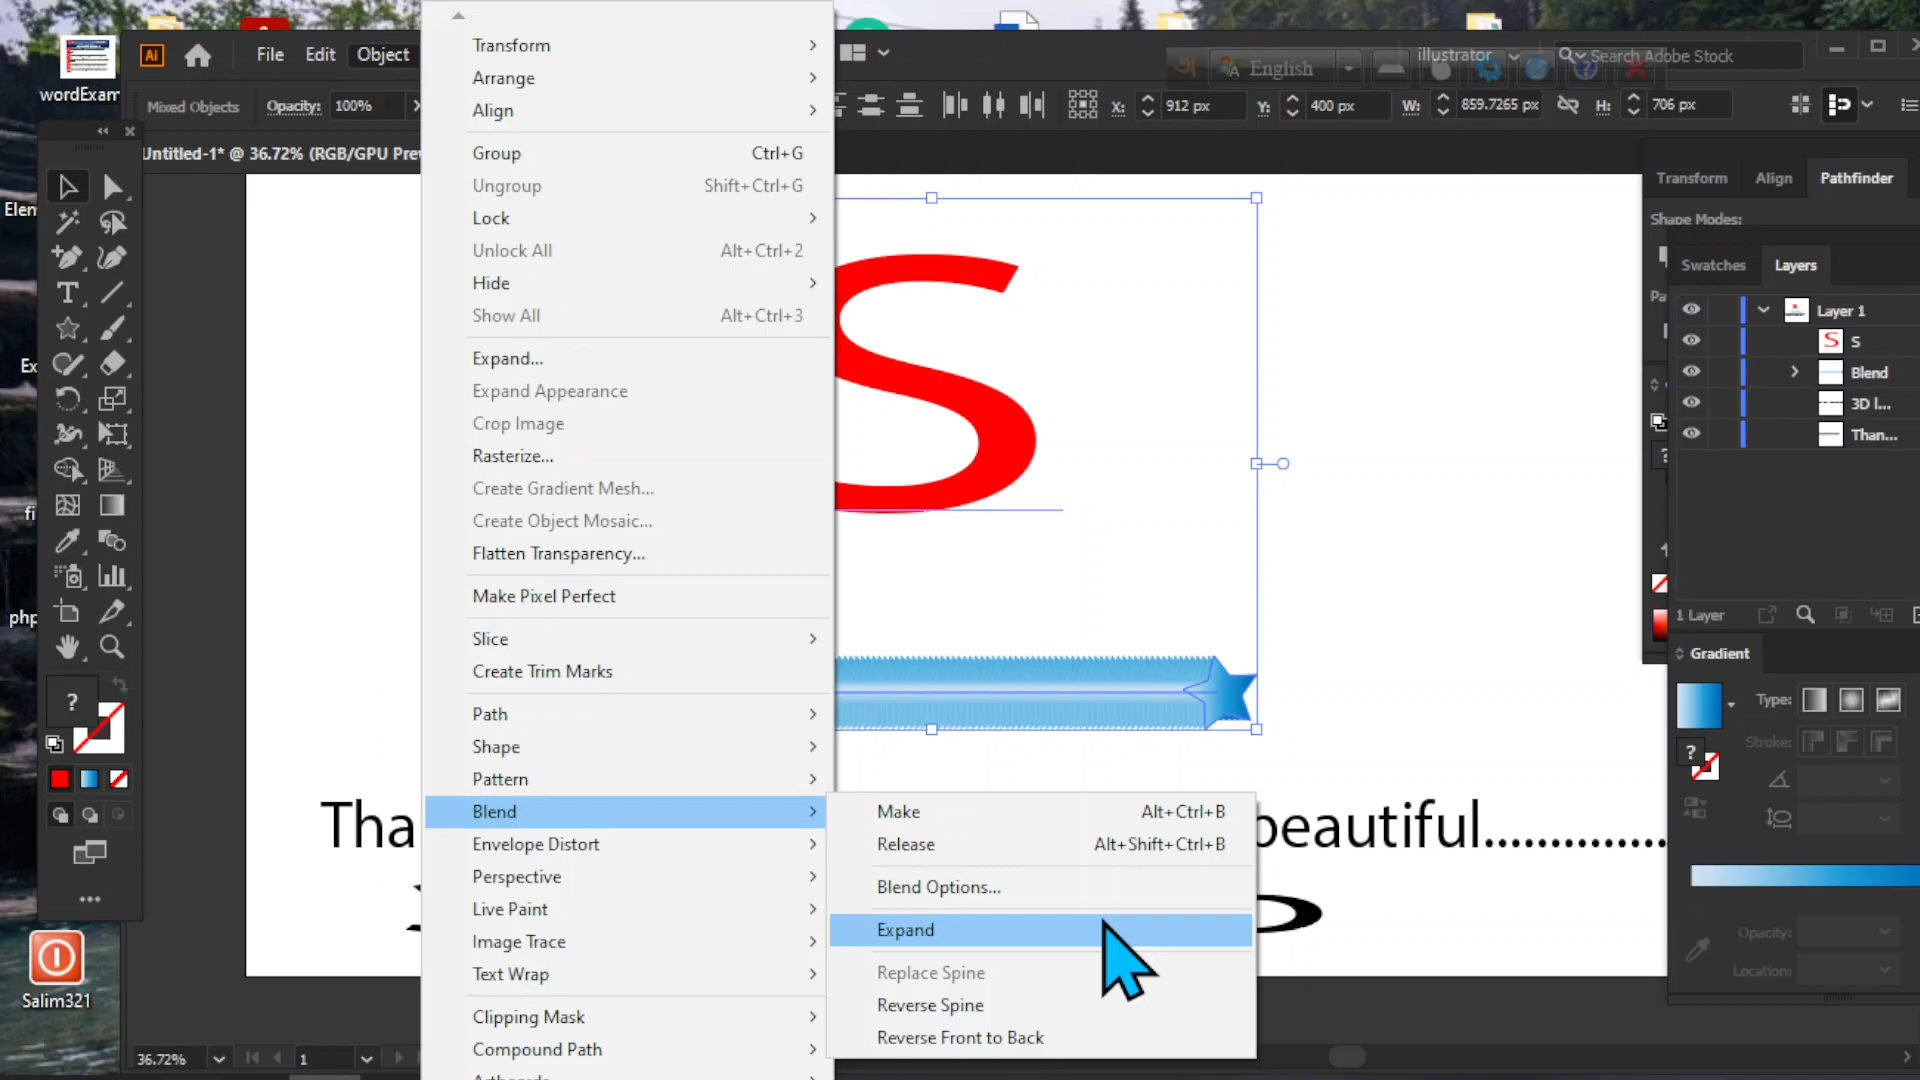 wordExam
Ai File Edit Object
illustrator Search Adobe Stock
English
Mixed Objects Opacity: 100%
X: 912 px Y: 400 px W: 859.7265 px H: 706 px
Untitled-1* @ 36.72% (RGB/GPU Prev
Transform
Arrange
Align
Group Ctrl+G
Ungroup Shift+Ctrl+G
Lock
Unlock All Alt+Ctrl+2
Hide
Show All Alt+Ctrl+3
Expand...
Expand Appearance
Crop Image
Rasterize...
Create Gradient Mesh...
Create Object Mosaic...
Flatten Transparency...
Make Pixel Perfect
Slice
Create Trim Marks
Path
Shape
Pattern
Blend
Envelope Distort
Perspective
Live Paint
Image Trace
Text Wrap
Clipping Mask
Compound Path
Artboards
Make Alt+Ctrl+B
Release Alt+Shift+Ctrl+B
Blend Options...
Expand
Replace Spine
Reverse Spine
Reverse Front to Back
S
Tha
beautiful..............
Transform Align Pathfinder
Shape Modes:
Pa
Swatches Layers
Layer 1
S S
Blend
3D l...
Than...
1 Layer
Gradient
Type:
Stroke:
Opacity:
Location:
Elem
Ex
fi
php
Salim321
36.72% 1